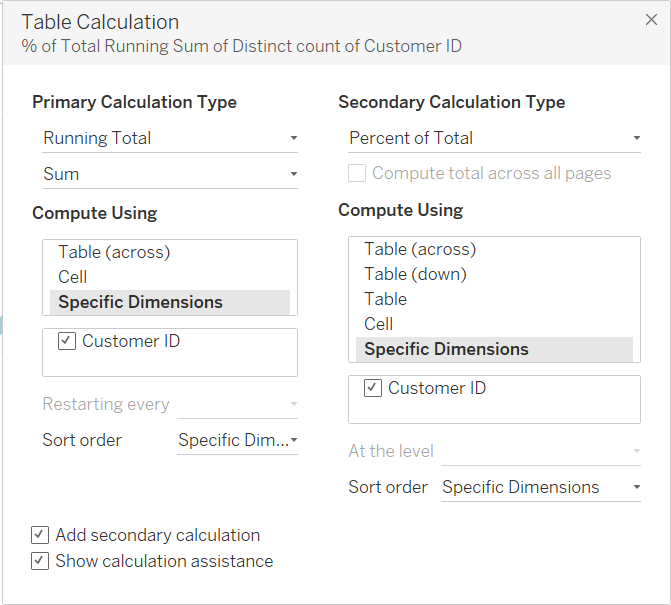 Table Calculation
% of Total Running Sum of Distinct count of Customer ID
Primary Calculation Type
Running Total
Sum
Compute Using
Table (across)
Cell
Specific Dimensions
Customer ID
Restarting every
Sort order Specific Dim...
Secondary Calculation Type
Percent of Total
Compute total across all pages
Compute Using
Table (across)
Table (down)
Table
Cell
Specific Dimensions
Customer ID
At the level
Sort order Specific Dimensions
Add secondary calculation
Show calculation assistance